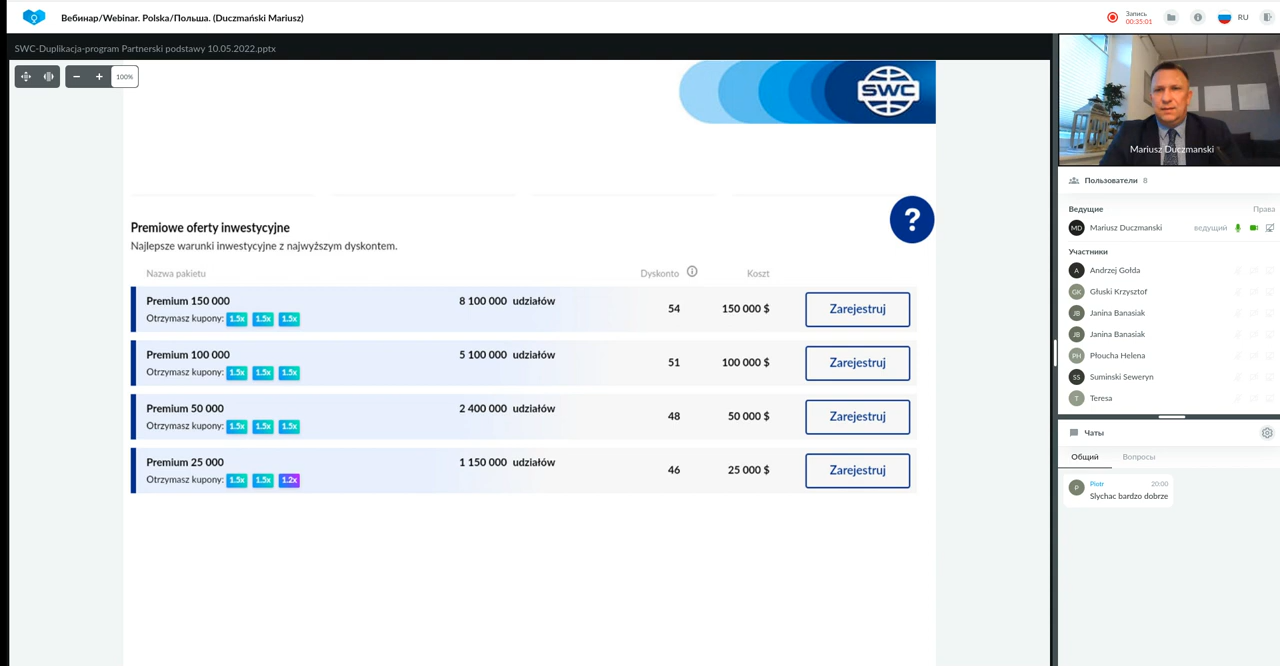 Вебинар/Webinar. Polska/Польша. (Duczmański Mariusz)
Запись
00:35:01
RU
SWC-Duplikacja-program Partnerski podstawy 10.05.2022.pptx
100%
SWC
Premiowe oferty inwestycyjne
Najlepsze warunki inwestycyjne z najwyższym dyskontem.
?
Nazwa pakietu Dyskonto Koszt
Premium 150 000 8 100 000 udziałów 54 150 000 $ Zarejestruj
Otrzymasz kupony: 1.5x 1.5x 1.5x
Premium 100 000 5 100 000 udziałów 51 100 000 $ Zarejestruj
Otrzymasz kupony: 1.5x 1.5x 1.5x
Premium 50 000 2 400 000 udziałów 48 50 000 $ Zarejestruj
Otrzymasz kupony: 1.5x 1.5x 1.5x
Premium 25 000 1 150 000 udziałów 46 25 000 $ Zarejestruj
Otrzymasz kupony: 1.5x 1.5x 1.2x
Mariusz Duczmanski
Пользователи 8
Ведущие Права
MD Mariusz Duczmanski ведущий
Участники
A Andrzej Gołda
GK Głuski Krzysztof
JB Janina Banasiak
JB Janina Banasiak
PH Płoucha Helena
SS Suminski Seweryn
T Teresa
Чаты
Общий Вопросы
P Piotr 20:00
Slychac bardzo dobrze